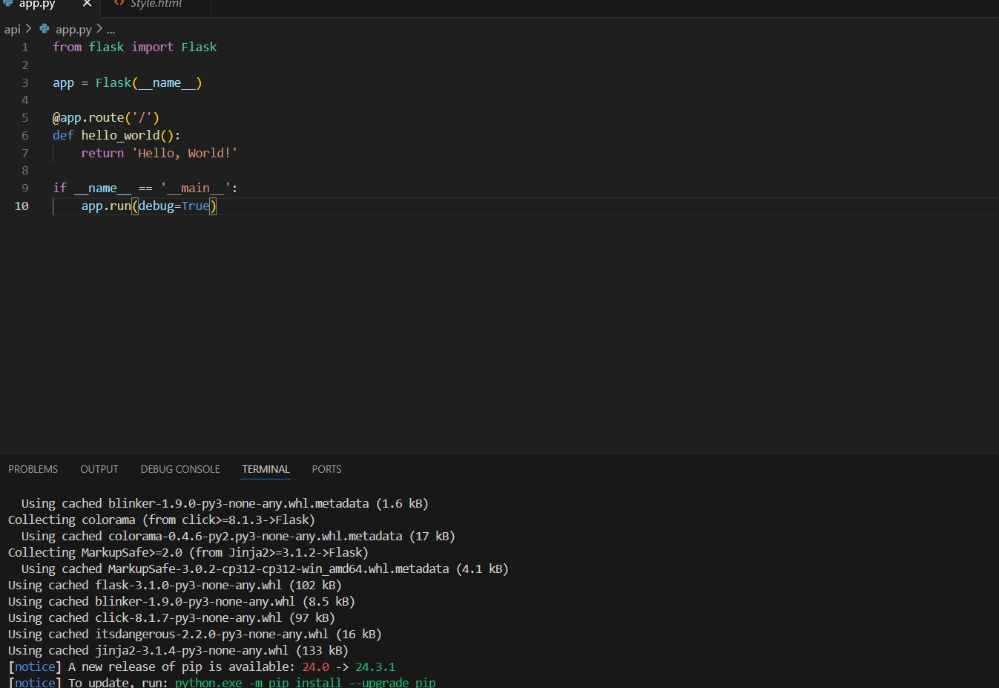 app.py Style.html
api app.py ...
1 from flask import Flask
2
3 app = Flask(__name__)
4
5 @app.route('/')
6 def hello_world():
7     return 'Hello, World!'
8
9 if __name__ == '__main__':
10     app.run(debug=True)
PROBLEMS OUTPUT DEBUG CONSOLE TERMINAL PORTS
  Using cached blinker-1.9.0-py3-none-any.whl.metadata (1.6 kB)
Collecting colorama (from click>=8.1.3->Flask)
  Using cached colorama-0.4.6-py2.py3-none-any.whl.metadata (17 kB)
Collecting MarkupSafe>=2.0 (from Jinja2>=3.1.2->Flask)
  Using cached MarkupSafe-3.0.2-cp312-cp312-win_amd64.whl.metadata (4.1 kB)
Using cached flask-3.1.0-py3-none-any.whl (102 kB)
Using cached blinker-1.9.0-py3-none-any.whl (8.5 kB)
Using cached click-8.1.7-py3-none-any.whl (97 kB)
Using cached itsdangerous-2.2.0-py3-none-any.whl (16 kB)
Using cached jinja2-3.1.4-py3-none-any.whl (133 kB)
[notice] A new release of pip is available: 24.0 -> 24.3.1
[notice] To update, run: python.exe -m pip install --upgrade pip